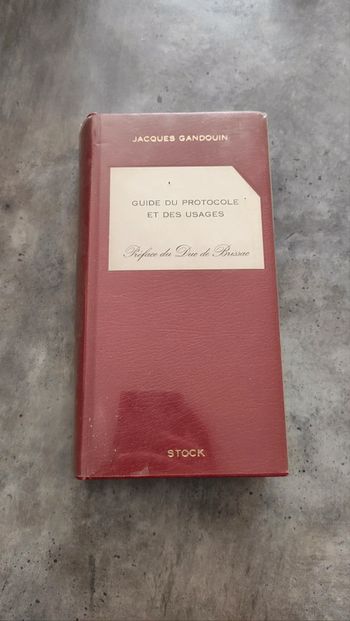 JACQUES GANDOUIN
GUIDE DU PROTOCOLE
ET DES USAGES
Préface du Duc de Brissac
STOCK